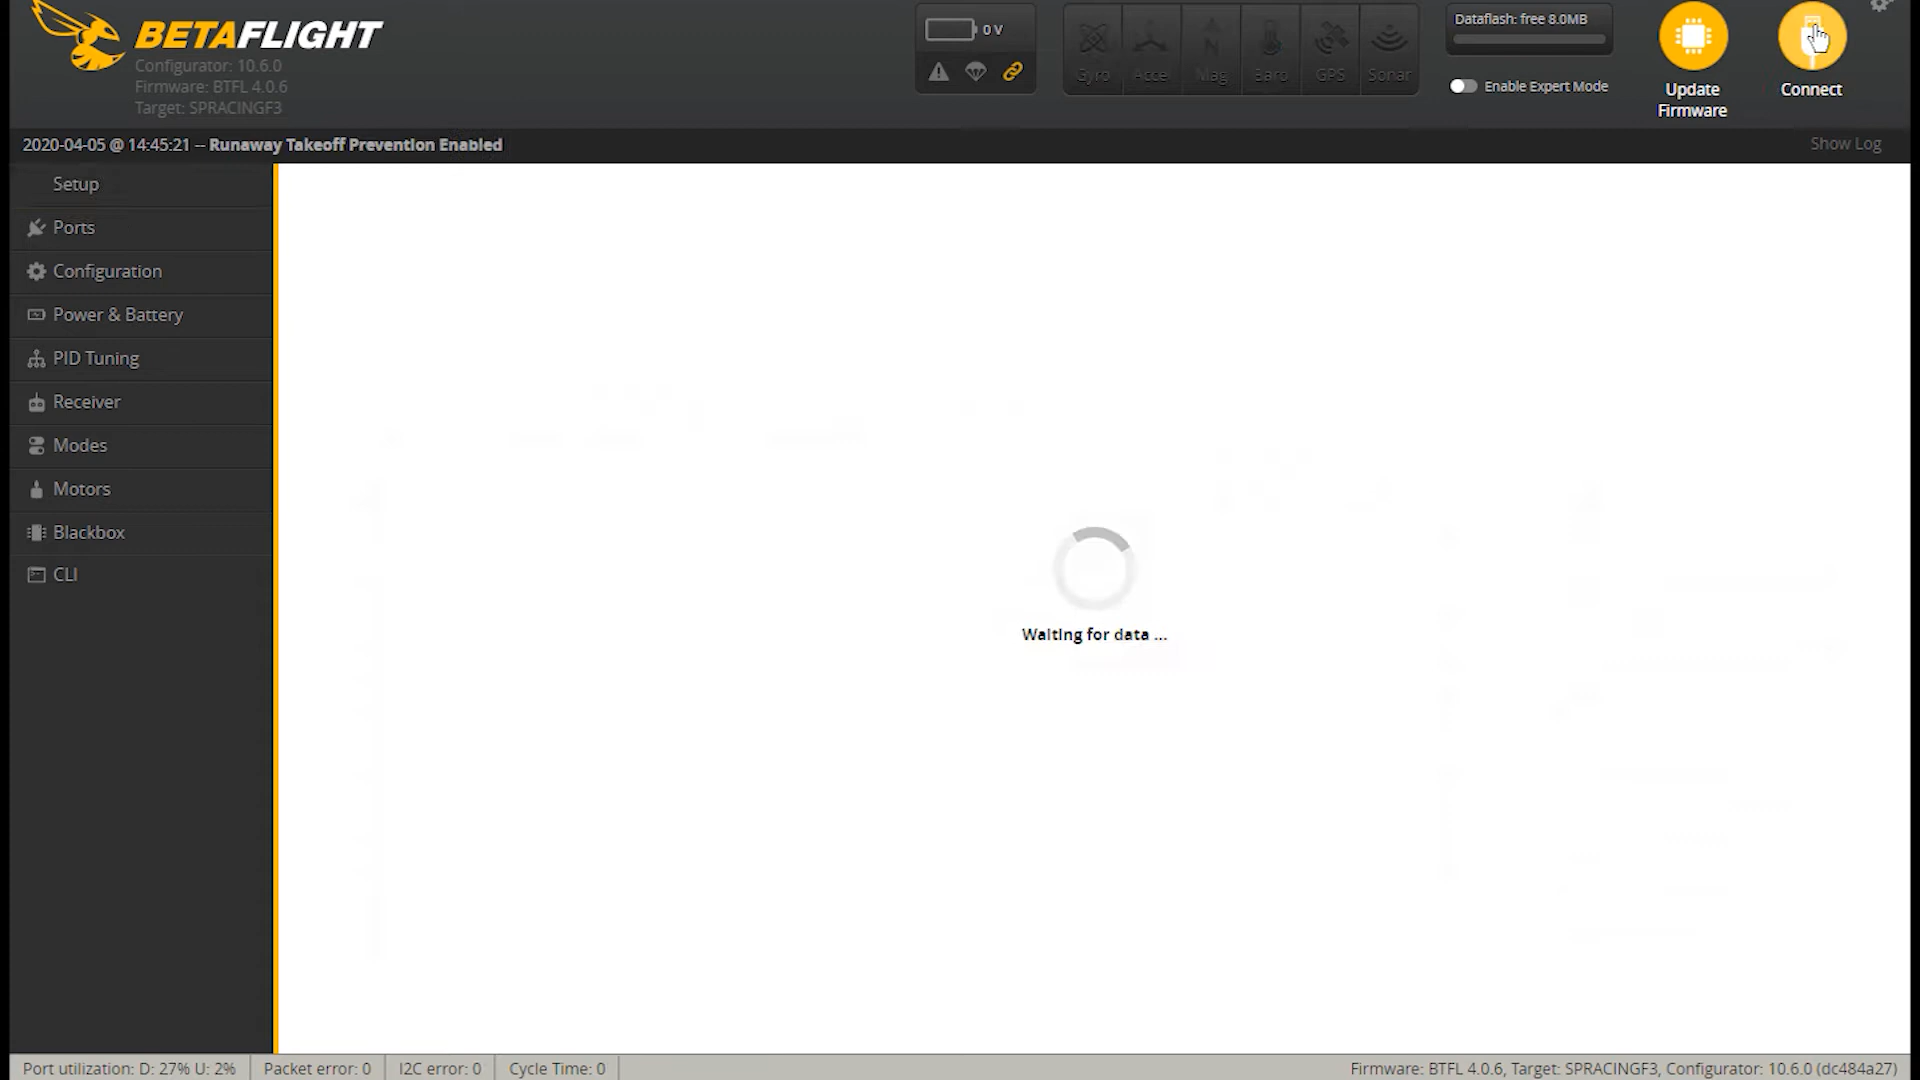 BETAFLIGHT
Configurator: 10.6.0
Firmware: BTFL 4.0.6
Target: SPRACINGF3
0 V
Gyro
Accel
Mag
Baro
GPS
Sonar
Dataflash: free 8.0MB
Enable Expert Mode
Update
Firmware
Connect
2020-04-05 @ 14:45:21 -- Runaway Takeoff Prevention Enabled
Show Log
Setup
Ports
Configuration
Power & Battery
PID Tuning
Receiver
Modes
Motors
Blackbox
CLI
Waiting for data ...
Port utilization: D: 27% U: 2%
Packet error: 0
I2C error: 0
Cycle Time: 0
Firmware: BTFL 4.0.6, Target: SPRACINGF3, Configurator: 10.6.0 (dc484a27)